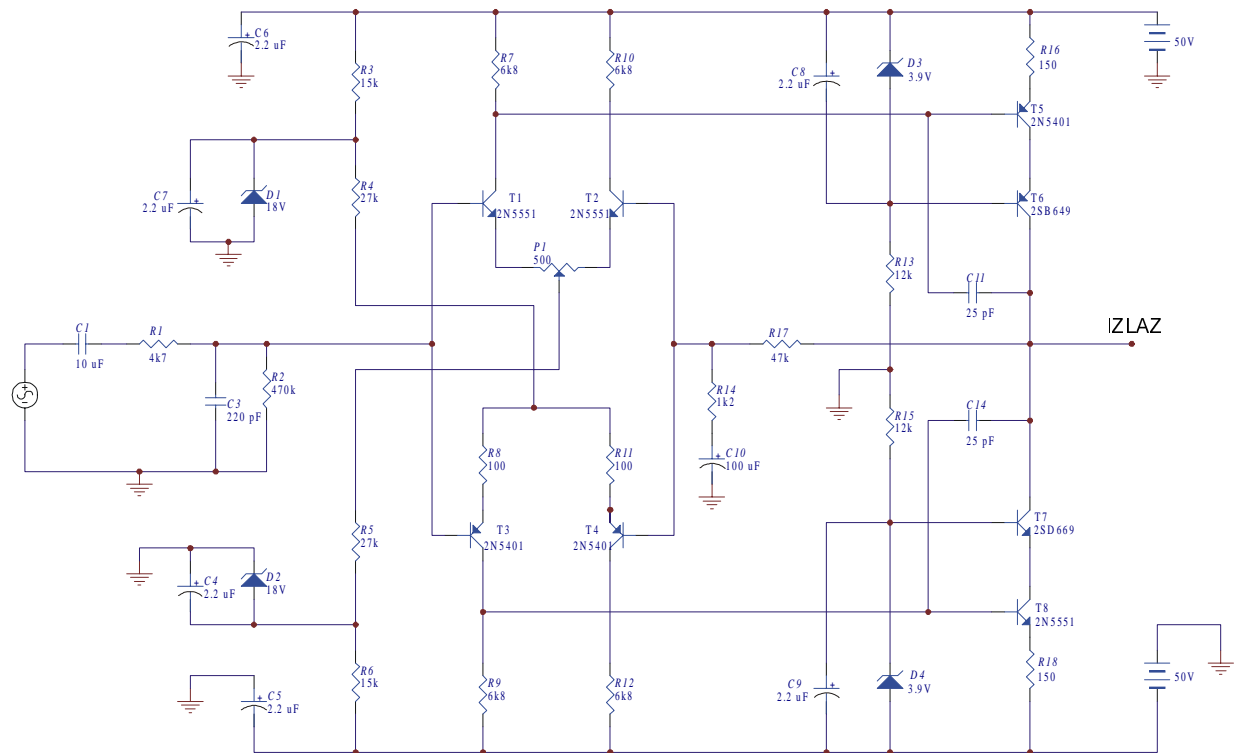 C6
2.2 uF
R3
15k
R7
6k8
R10
6k8
C8
2.2 uF
D3
3.9V
R16
150
50V
T5
2N5401
C7
2.2 uF
D1
18V
R4
27k
T1
2N5551
T2
2N5551
T6
2SB649
P1
500
R13
12k
C11
25 pF
IZLAZ
C1
10 uF
R1
4k7
R2
470k
C3
220 pF
R17
47k
R14
1k2
C10
100 uF
R15
12k
C14
25 pF
R8
100
R11
100
R5
27k
T3
2N5401
T4
2N5401
T7
2SD669
C4
2.2 uF
D2
18V
T8
2N5551
R6
15k
R9
6k8
R12
6k8
C9
2.2 uF
D4
3.9V
R18
150
50V
C5
2.2 uF